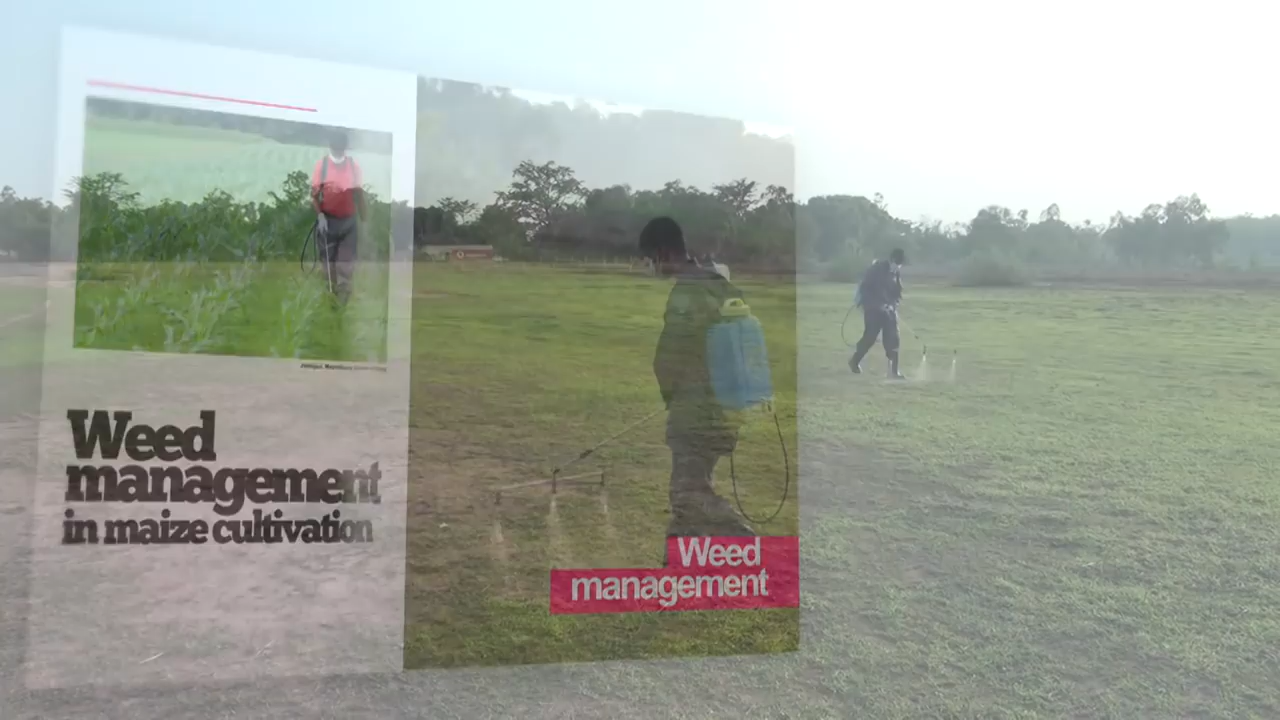 Weed
management
in maize cultivation
Weed
management